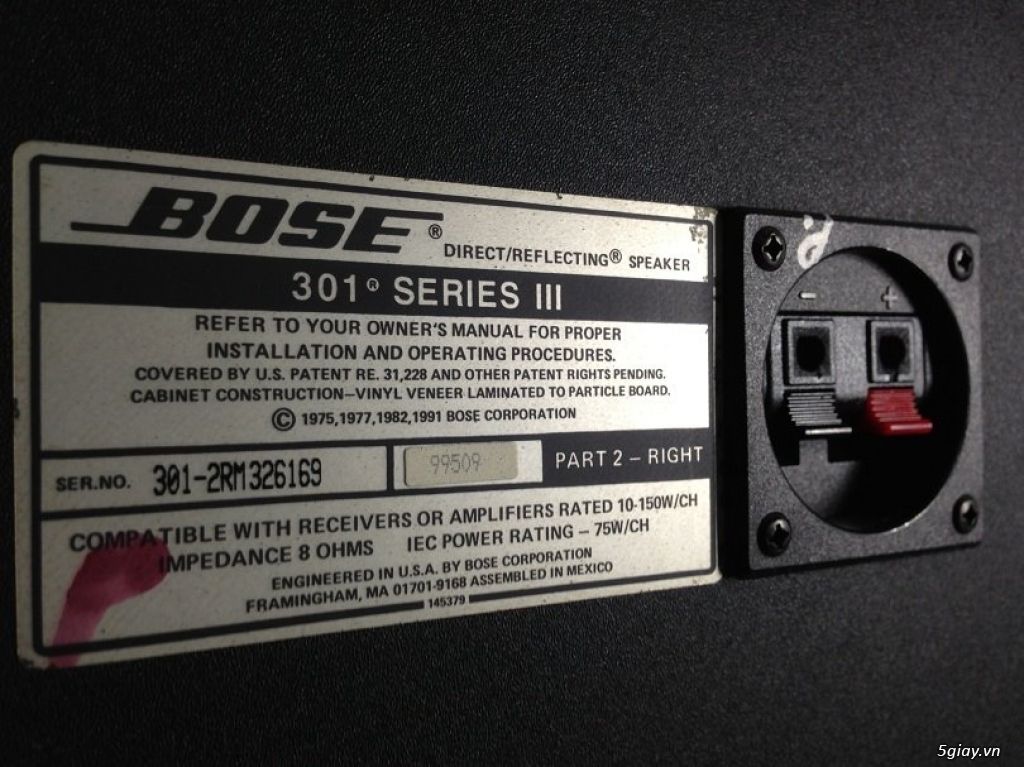 BOSE®
DIRECT/REFLECTING® SPEAKER
301® SERIES III
REFER TO YOUR OWNER'S MANUAL FOR PROPER
INSTALLATION AND OPERATING PROCEDURES.
COVERED BY U.S. PATENT RE. 31,228 AND OTHER PATENT RIGHTS PENDING.
CABINET CONSTRUCTION–VINYL VENEER LAMINATED TO PARTICLE BOARD.
© 1975,1977,1982,1991 BOSE CORPORATION
SER.NO. 301-2RM326169 99509 PART 2 – RIGHT
COMPATIBLE WITH RECEIVERS OR AMPLIFIERS RATED 10-150W/CH
IMPEDANCE 8 OHMS IEC POWER RATING – 75W/CH
ENGINEERED IN U.S.A. BY BOSE CORPORATION
FRAMINGHAM, MA 01701-9168 ASSEMBLED IN MEXICO
145379
- +
5giay.vn